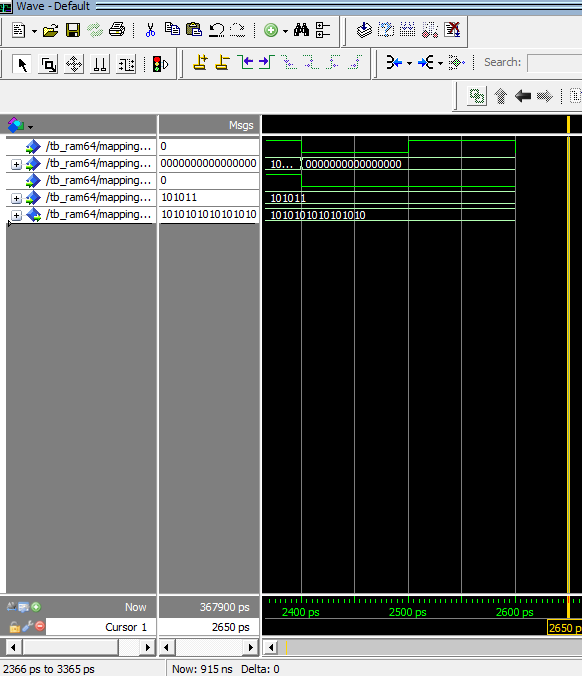 Wave - Default
Search:
Msgs
/tb_ram64/mapping... 0
/tb_ram64/mapping... 0000000000000000 10... 0000000000000000
/tb_ram64/mapping... 0
/tb_ram64/mapping... 101011 101011
/tb_ram64/mapping... 1010101010101010 1010101010101010
Now 367900 ps 2400 ps 2500 ps 2600 ps
Cursor 1 2650 ps 2650 p
2366 ps to 3365 ps Now: 915 ns Delta: 0